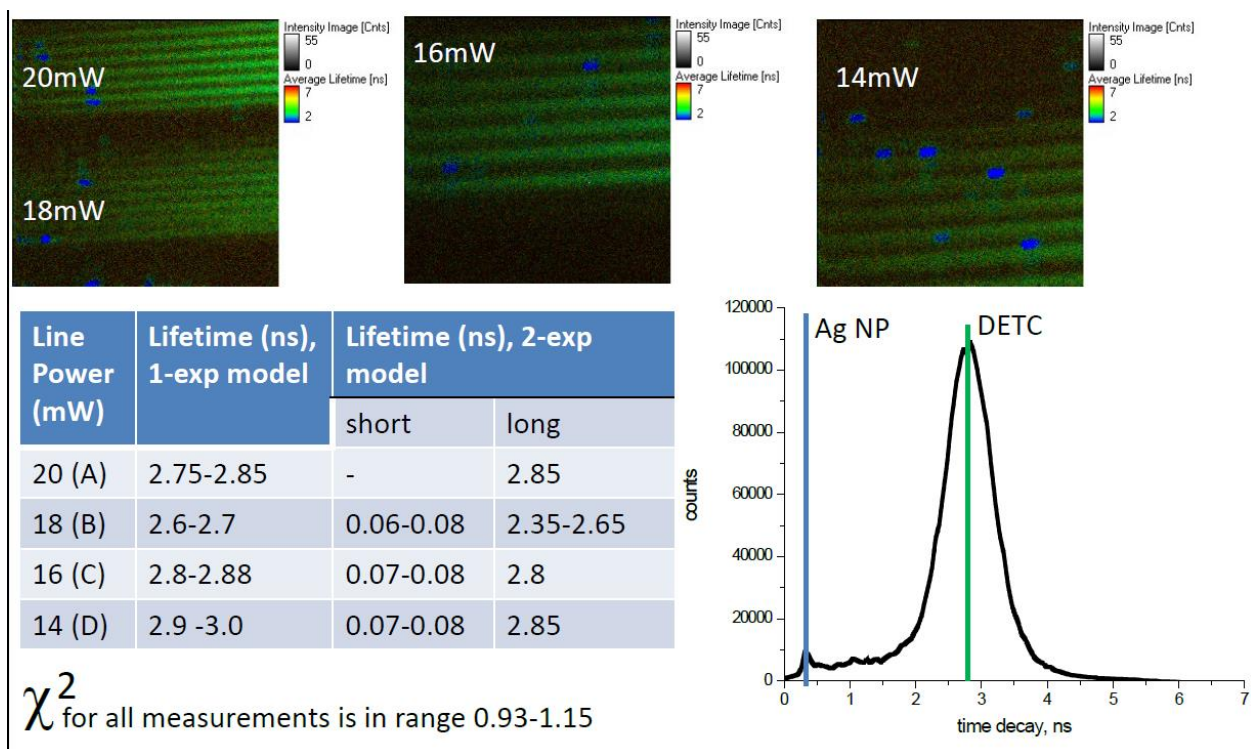 20mW
18mW
Intensity Image [Cnts]
55
0
Average Lifetime [ns]
7
2
16mW
Intensity Image [Cnts]
55
0
Average Lifetime [ns]
7
2
14mW
Intensity Image [Cnts]
55
0
Average Lifetime [ns]
7
2
Line Power (mW) | Lifetime (ns), 1-exp model | Lifetime (ns), 2-exp model
short | long
20 (A) | 2.75-2.85 | - | 2.85
18 (B) | 2.6-2.7 | 0.06-0.08 | 2.35-2.65
16 (C) | 2.8-2.88 | 0.07-0.08 | 2.8
14 (D) | 2.9 -3.0 | 0.07-0.08 | 2.85
χ2 for all measurements is in range 0.93-1.15
Ag NP
DETC
120000
100000
80000
60000
40000
20000
0
counts
0 1 2 3 4 5 6 7
time decay, ns